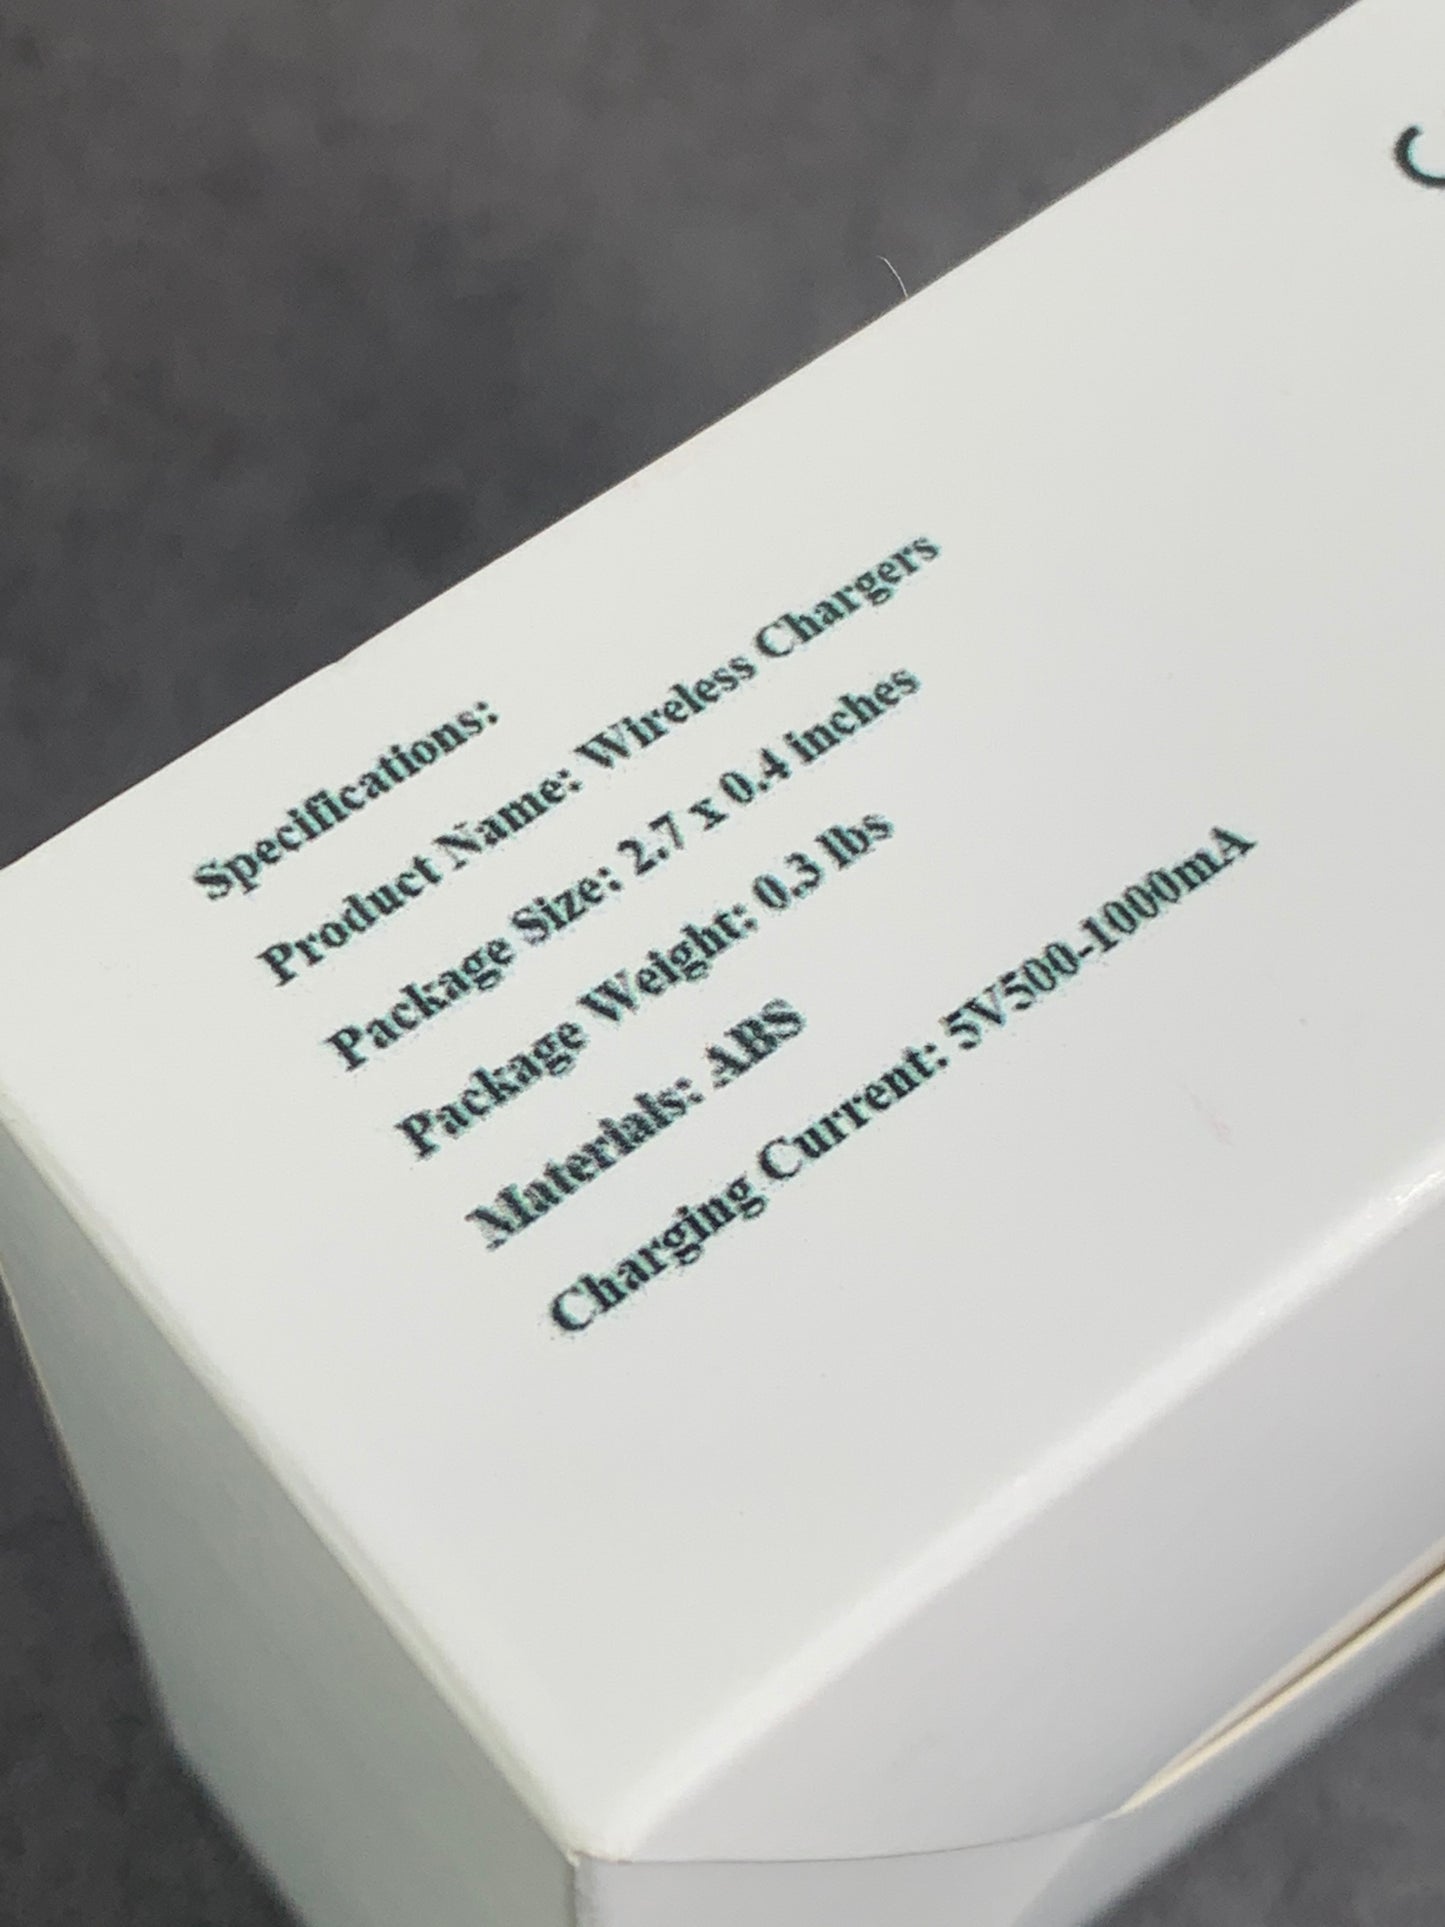 Specifications:
Product Name: Wireless Chargers
Package Size: 2.7 x 0.4 inches
Package Weight: 0.3 lbs
Materials: ABS
Charging Current: 5V500-1000mA